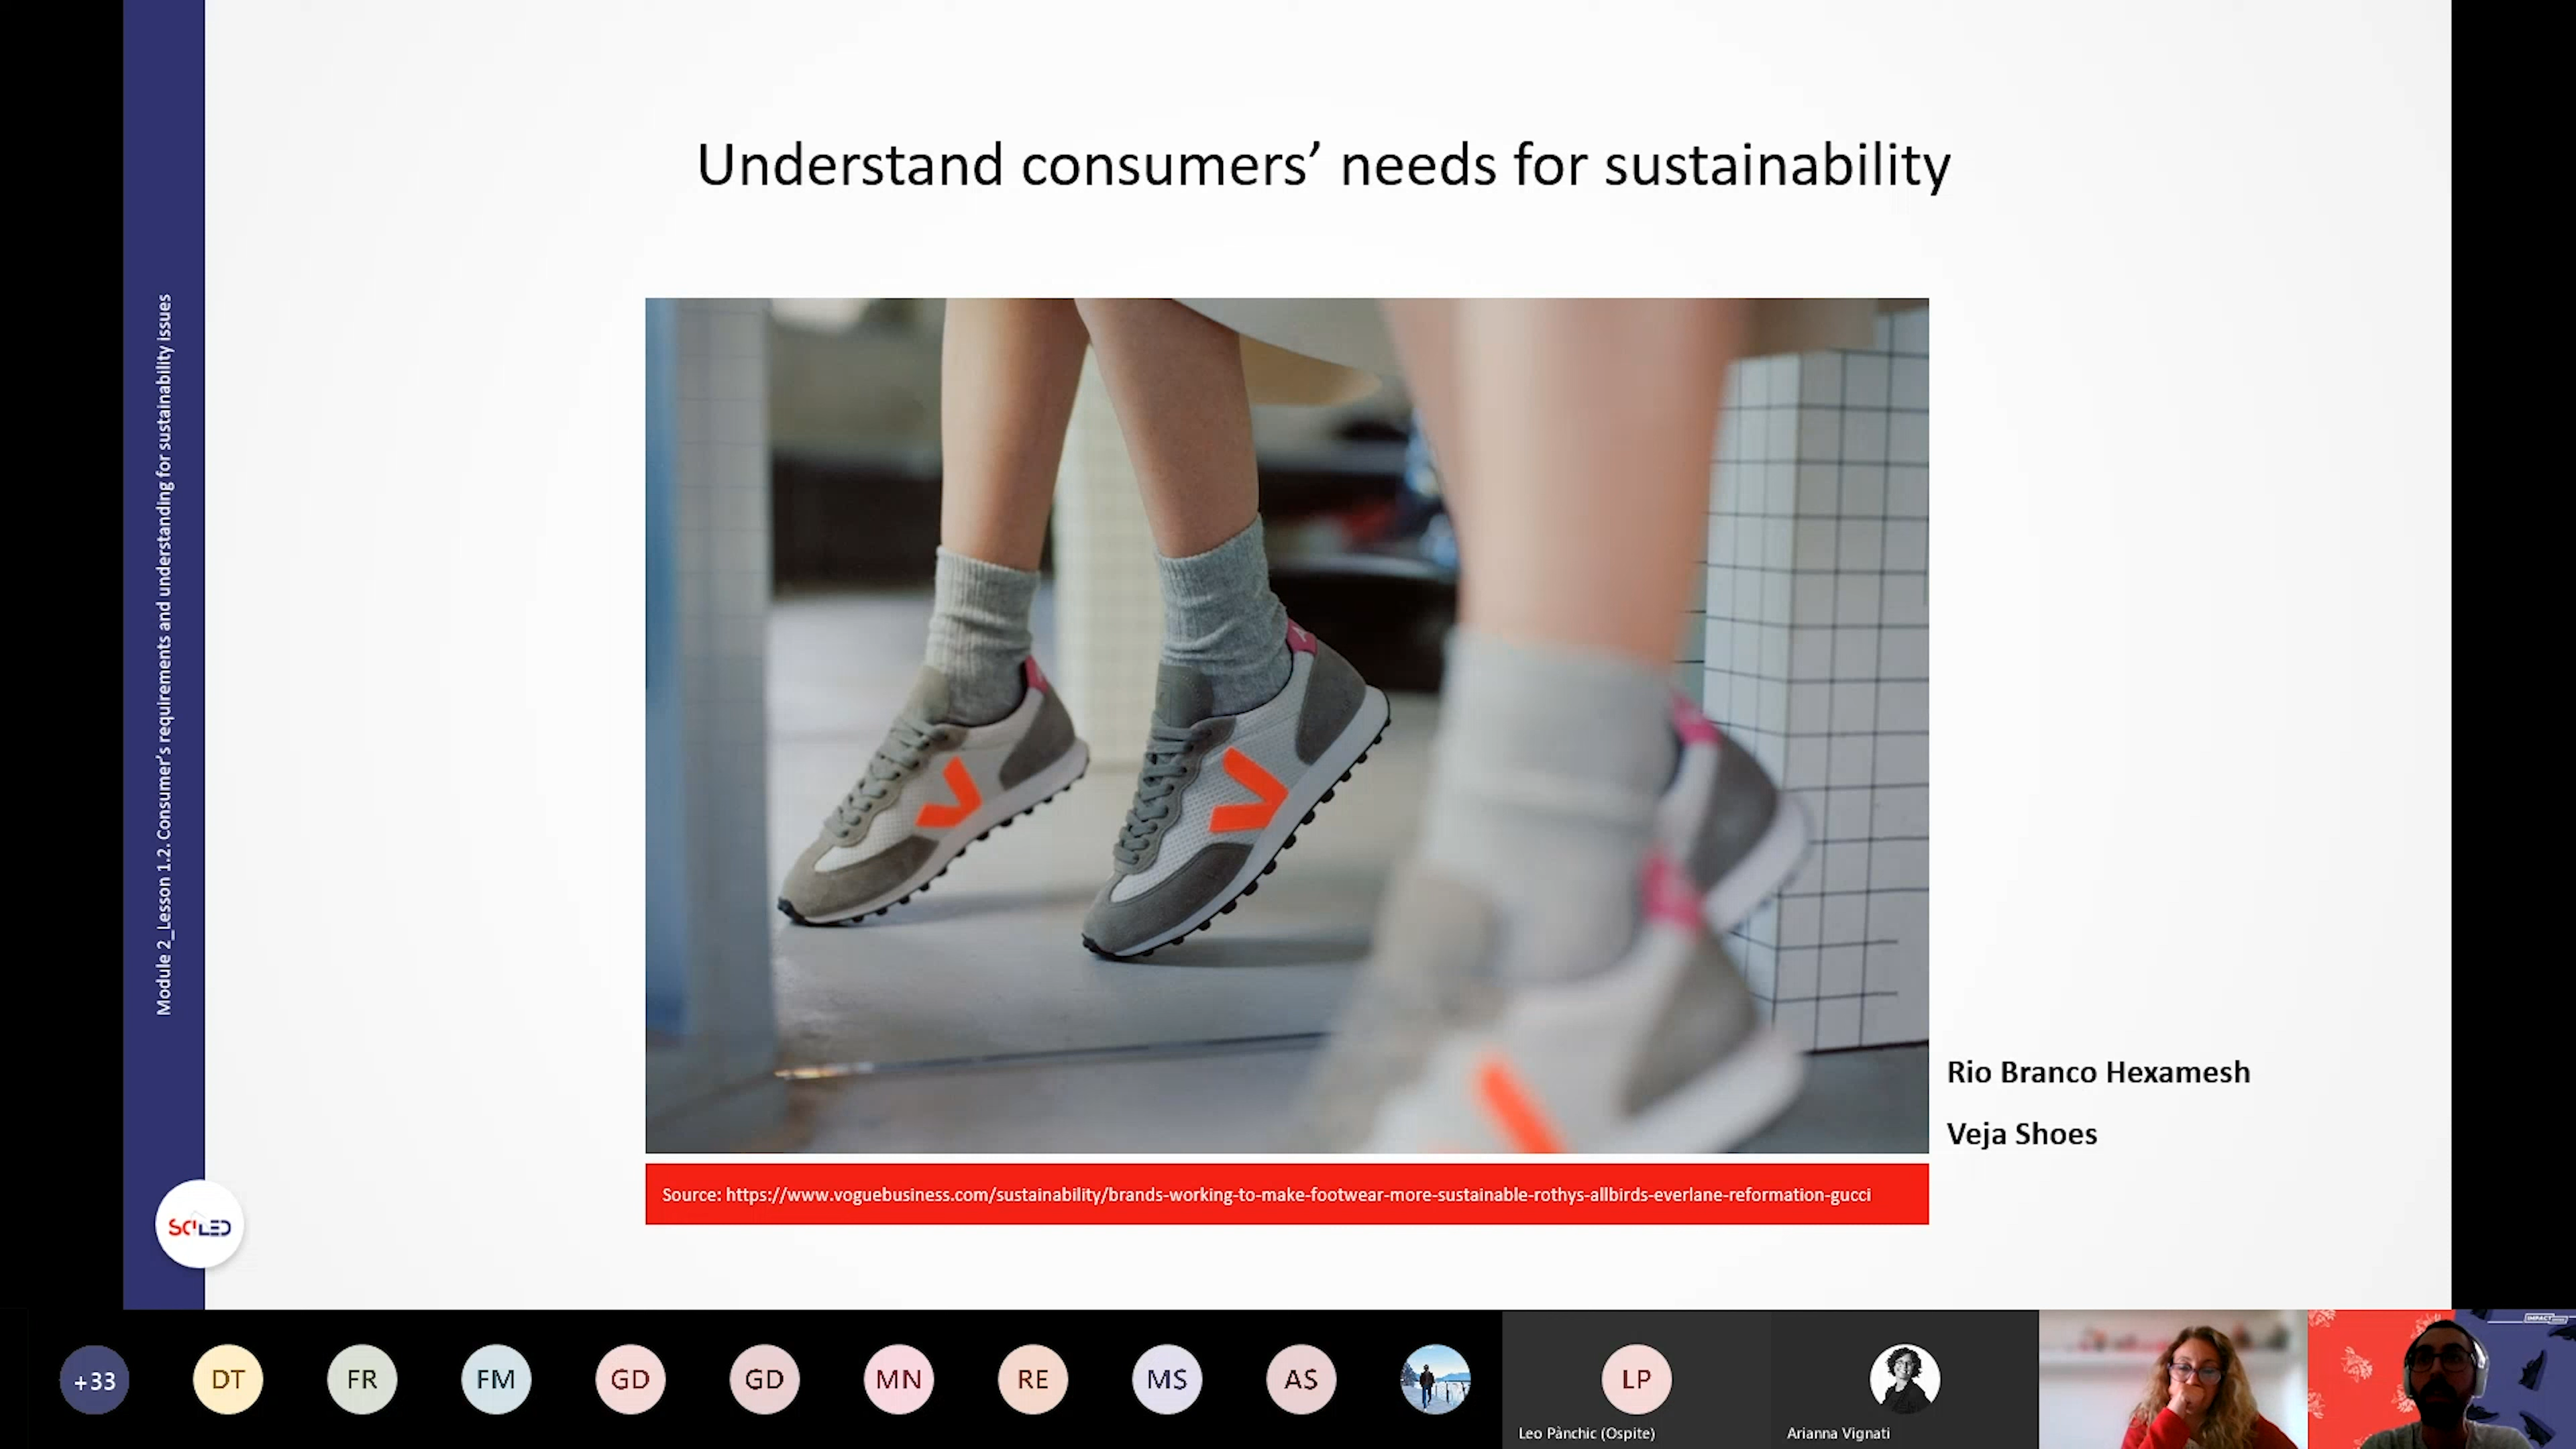 Understand consumers’ needs for sustainability
Module 2_Lesson 1.2. Consumer’s requirements and understanding for sustainability issues
Rio Branco Hexamesh
Veja Shoes
Source: https://www.voguebusiness.com/sustainability/brands-working-to-make-footwear-more-sustainable-rothys-allbirds-everlane-reformation-gucci
SCILED
+33
DT
FR
FM
GD
GD
MN
RE
MS
AS
LP
Leo Pànchic (Ospite)
Arianna Vignati
IMPACT